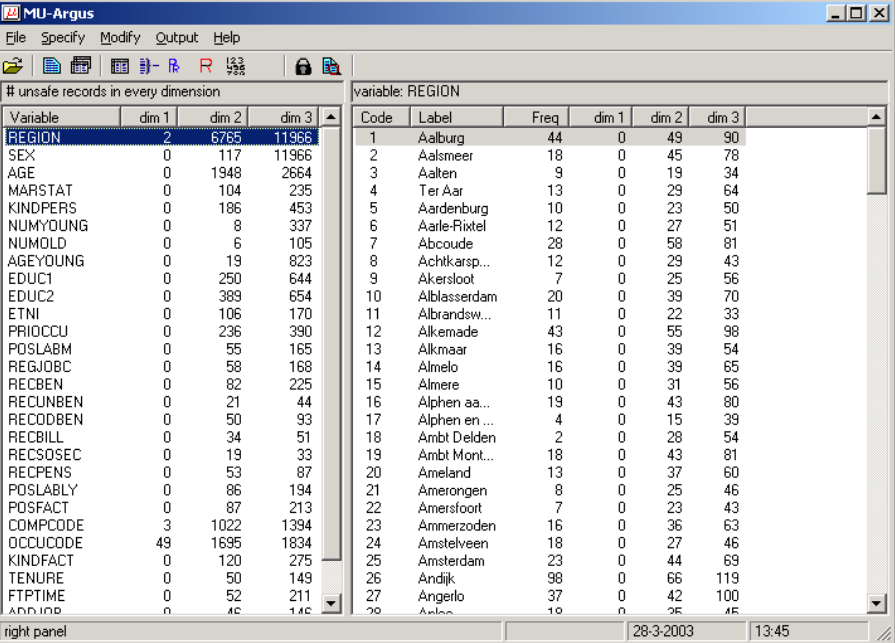 MU-Argus
File Specify Modify Output Help
# unsafe records in every dimension
Variable dim 1 dim 2 dim 3
REGION 2 6765 11966
SEX 0 117 11966
AGE 0 1948 2664
MARSTAT 0 104 235
KINDPERS 0 186 453
NUMYOUNG 0 8 337
NUMOLD 0 6 105
AGEYOUNG 0 19 823
EDUC1 0 250 644
EDUC2 0 389 654
ETNI 0 106 170
PRIOCCU 0 236 390
POSLABM 0 55 165
REGJOBC 0 58 168
RECBEN 0 82 225
RECUNBEN 0 21 44
RECODBEN 0 50 93
RECBILL 0 34 51
RECSOSEC 0 19 33
RECPENS 0 53 87
POSLABLY 0 86 194
POSFACT 0 87 213
COMPCODE 3 1022 1394
OCCUCODE 49 1695 1834
KINDFACT 0 120 275
TENURE 0 50 149
FTPTIME 0 52 211
ADDJOB 0 46 146
variable: REGION
Code Label Freq dim 1 dim 2 dim 3
1 Aalburg 44 0 49 90
2 Aalsmeer 18 0 45 78
3 Aalten 9 0 19 34
4 Ter Aar 13 0 29 64
5 Aardenburg 10 0 23 50
6 Aarle-Rixtel 12 0 27 51
7 Abcoude 28 0 58 81
8 Achtkarsp... 12 0 29 43
9 Akersloot 7 0 25 56
10 Alblasserdam 20 0 39 70
11 Albrandsw... 11 0 22 33
12 Alkemade 43 0 55 98
13 Alkmaar 16 0 39 54
14 Almelo 16 0 39 65
15 Almere 10 0 31 56
16 Alphen aa... 19 0 43 80
17 Alphen en ... 4 0 15 39
18 Ambt Delden 2 0 28 54
19 Ambt Mont... 18 0 43 81
20 Ameland 13 0 37 60
21 Amerongen 8 0 25 46
22 Amersfoort 7 0 23 43
23 Ammerzoden 16 0 36 63
24 Amstelveen 18 0 27 46
25 Amsterdam 23 0 44 69
26 Andijk 98 0 66 119
27 Angerlo 37 0 42 100
28 Anloo 18 0 25 45
right panel 28-3-2003 13:45